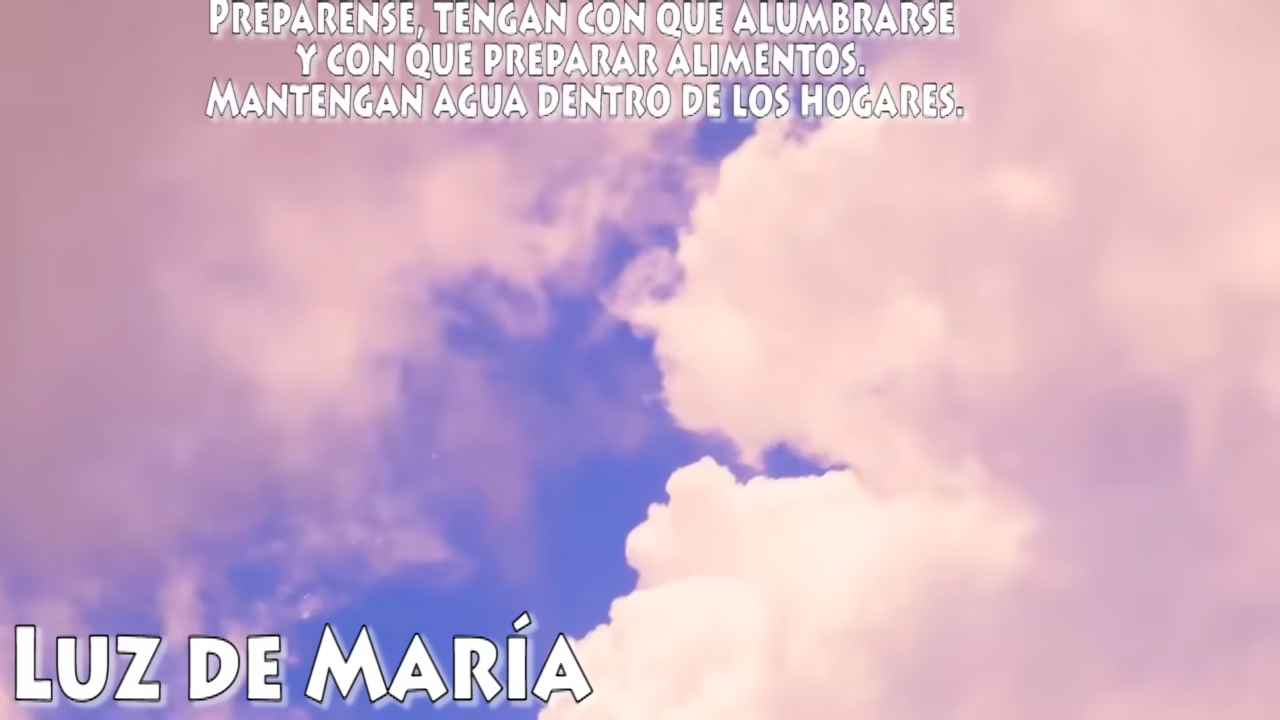 PREPARENSE, TENGAN CON QUE ALUMBRARSE
Y CON QUE PREPARAR ALIMENTOS.
MANTENGAN AGUA DENTRO DE LOS HOGARES.
LUZ DE MARÍA